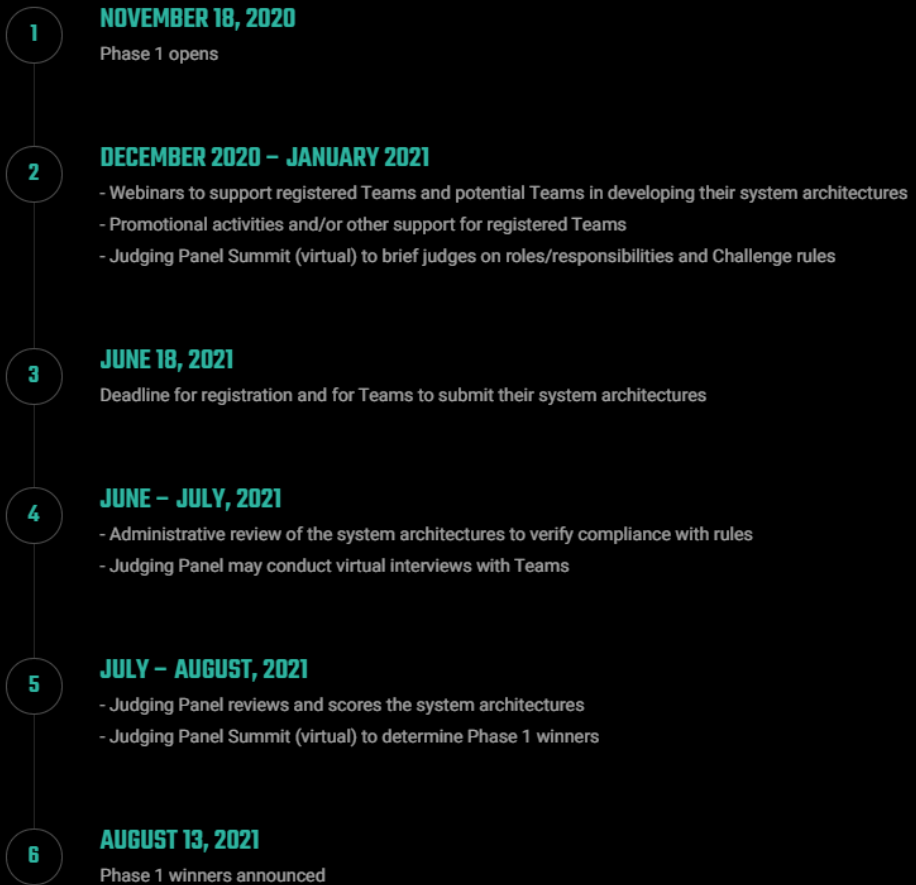 1
NOVEMBER 18, 2020
Phase 1 opens
2
DECEMBER 2020 – JANUARY 2021
- Webinars to support registered Teams and potential Teams in developing their system architectures
- Promotional activities and/or other support for registered Teams
- Judging Panel Summit (virtual) to brief judges on roles/responsibilities and Challenge rules
3
JUNE 18, 2021
Deadline for registration and for Teams to submit their system architectures
4
JUNE – JULY, 2021
- Administrative review of the system architectures to verify compliance with rules
- Judging Panel may conduct virtual interviews with Teams
5
JULY – AUGUST, 2021
- Judging Panel reviews and scores the system architectures
- Judging Panel Summit (virtual) to determine Phase 1 winners
6
AUGUST 13, 2021
Phase 1 winners announced